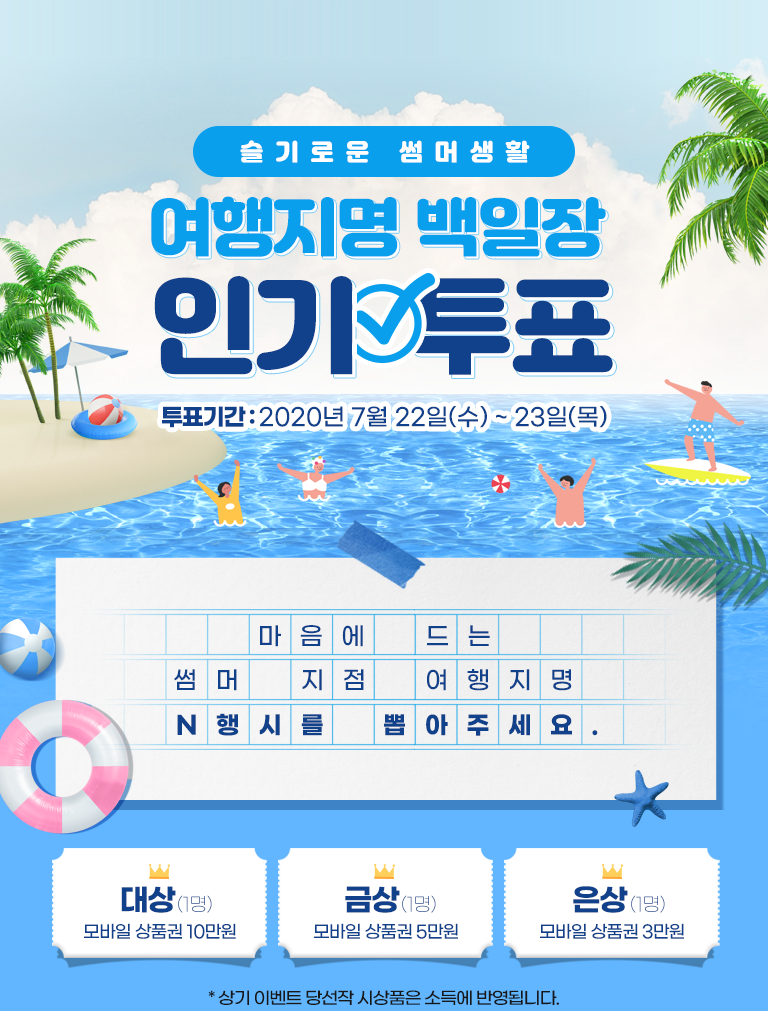 슬기로운 썸머생활
여행지명 백일장
인기투표
투표기간 : 2020년 7월 22일(수) ~ 23일(목)
마음에 드는
썸머 지점 여행지명
N행시를 뽑아주세요.
대상(1명)
모바일 상품권 10만원
금상(1명)
모바일 상품권 5만원
은상(1명)
모바일 상품권 3만원
* 상기 이벤트 당선작 시상품은 소득에 반영됩니다.